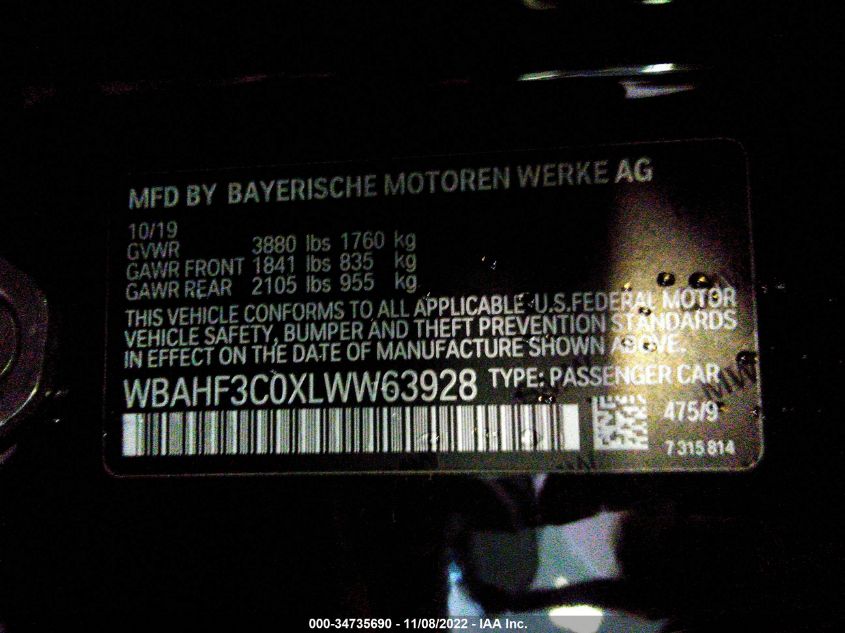 MFD BY BAYERISCHE MOTOREN WERKE AG
10/19
GVWR 3880 lbs 1760 kg
GAWR FRONT 1841 lbs 835 kg
GAWR REAR 2105 lbs 955 kg
THIS VEHICLE CONFORMS TO ALL APPLICABLE U.S.FEDERAL MOTOR
VEHICLE SAFETY, BUMPER AND THEFT PREVENTION STANDARDS
IN EFFECT ON THE DATE OF MANUFACTURE SHOWN ABOVE.
WBAHF3C0XLWW63928 TYPE: PASSENGER CAR
475/9
7 315 814
000-34735690 - 11/08/2022 - IAA Inc.